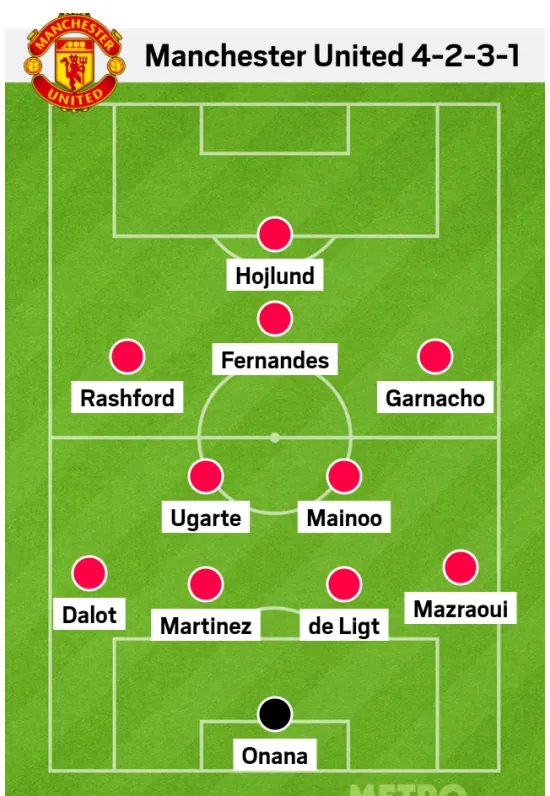 MANCHESTER
UNITED
Manchester United 4-2-3-1
Hojlund
Fernandes
Rashford
Garnacho
Ugarte
Mainoo
Dalot
Martinez
de Ligt
Mazraoui
Onana
METRO